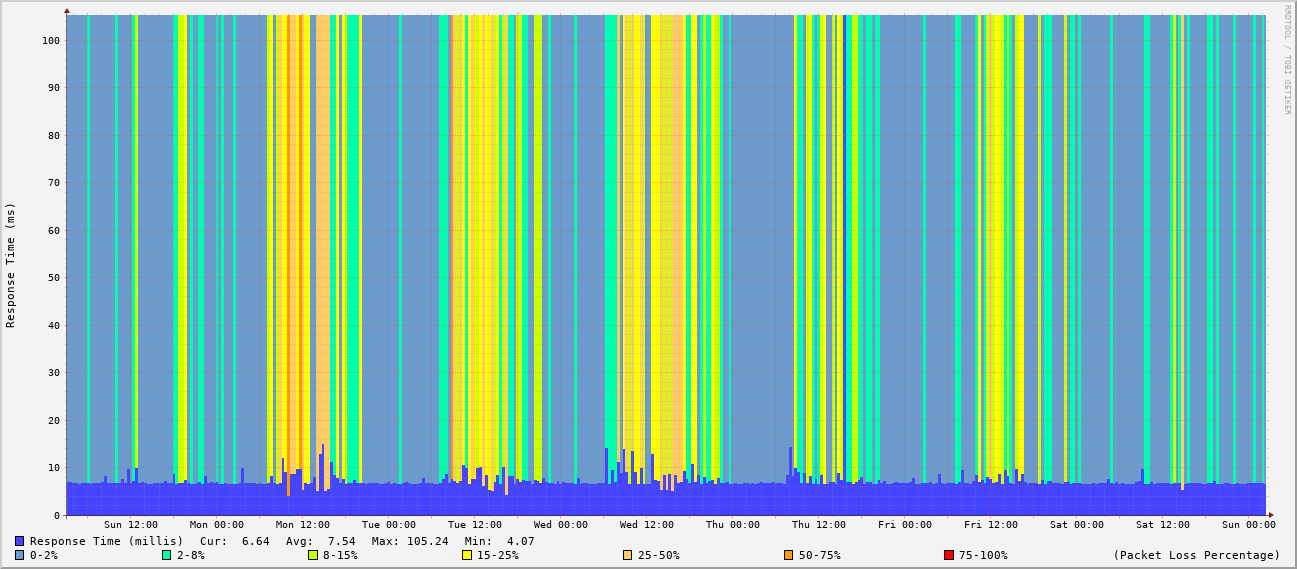 RRDTOOL / TOBI OETIKER
Response Time (ms)
100
90
80
70
60
50
40
30
20
10
0
Sun 12:00 Mon 00:00 Mon 12:00 Tue 00:00 Tue 12:00 Wed 00:00 Wed 12:00 Thu 00:00 Thu 12:00 Fri 00:00 Fri 12:00 Sat 00:00 Sat 12:00 Sun 00:00
Response Time (millis) Cur: 6.64 Avg: 7.54 Max: 105.24 Min: 4.07
0-2% 2-8% 8-15% 15-25% 25-50% 50-75% 75-100% (Packet Loss Percentage)